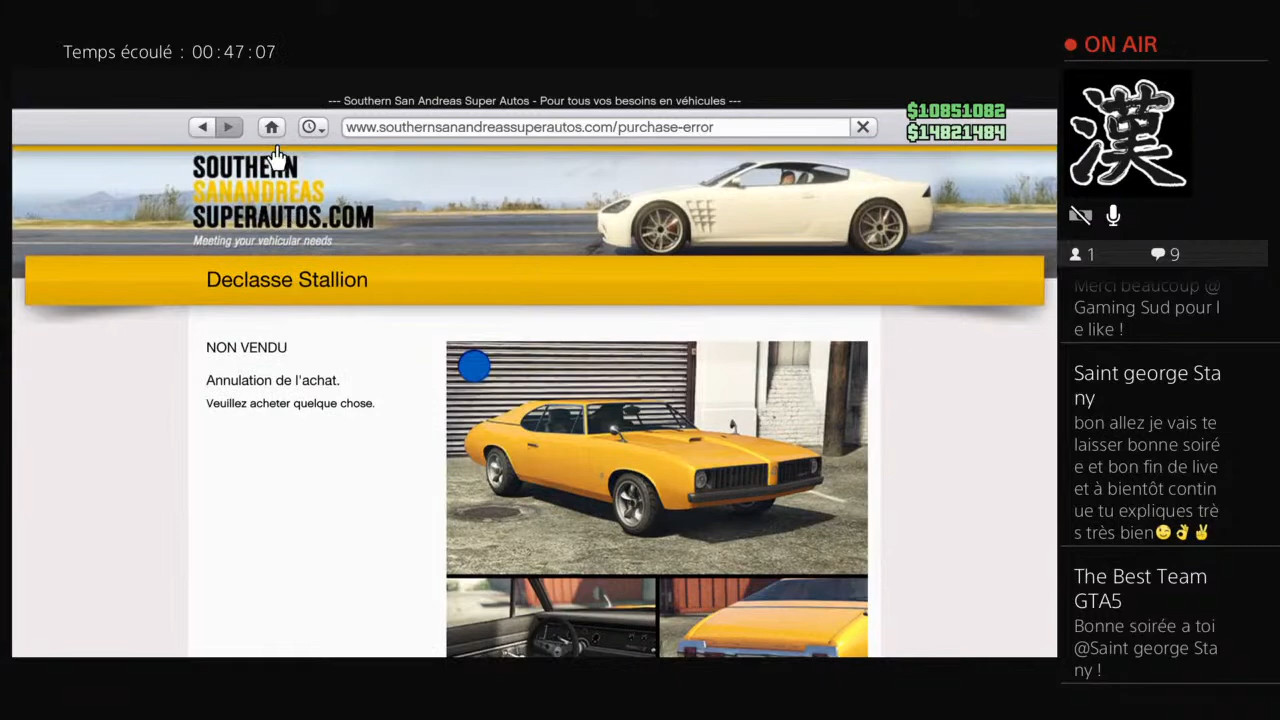 Temps écoulé : 00:47:07
ON AIR
--- Southern San Andreas Super Autos - Pour tous vos besoins en véhicules ---
www.southernsanandreassuperautos.com/purchase-error
$10851082
$14821484
漢
SOUTHERN
SANANDREAS
SUPERAUTOS.COM
Meeting your vehicular needs
Declasse Stallion
NON VENDU
Annulation de l'achat.
Veuillez acheter quelque chose.
1
9
Merci beaucoup @
Gaming Sud pour l
e like !
Saint george Sta
ny
bon allez je vais te
laisser bonne soiré
e et bon fin de live
et à bientôt contin
ue tu expliques trè
s très bien😉👌✌
The Best Team
GTA5
Bonne soirée a toi
@Saint george Sta
ny !